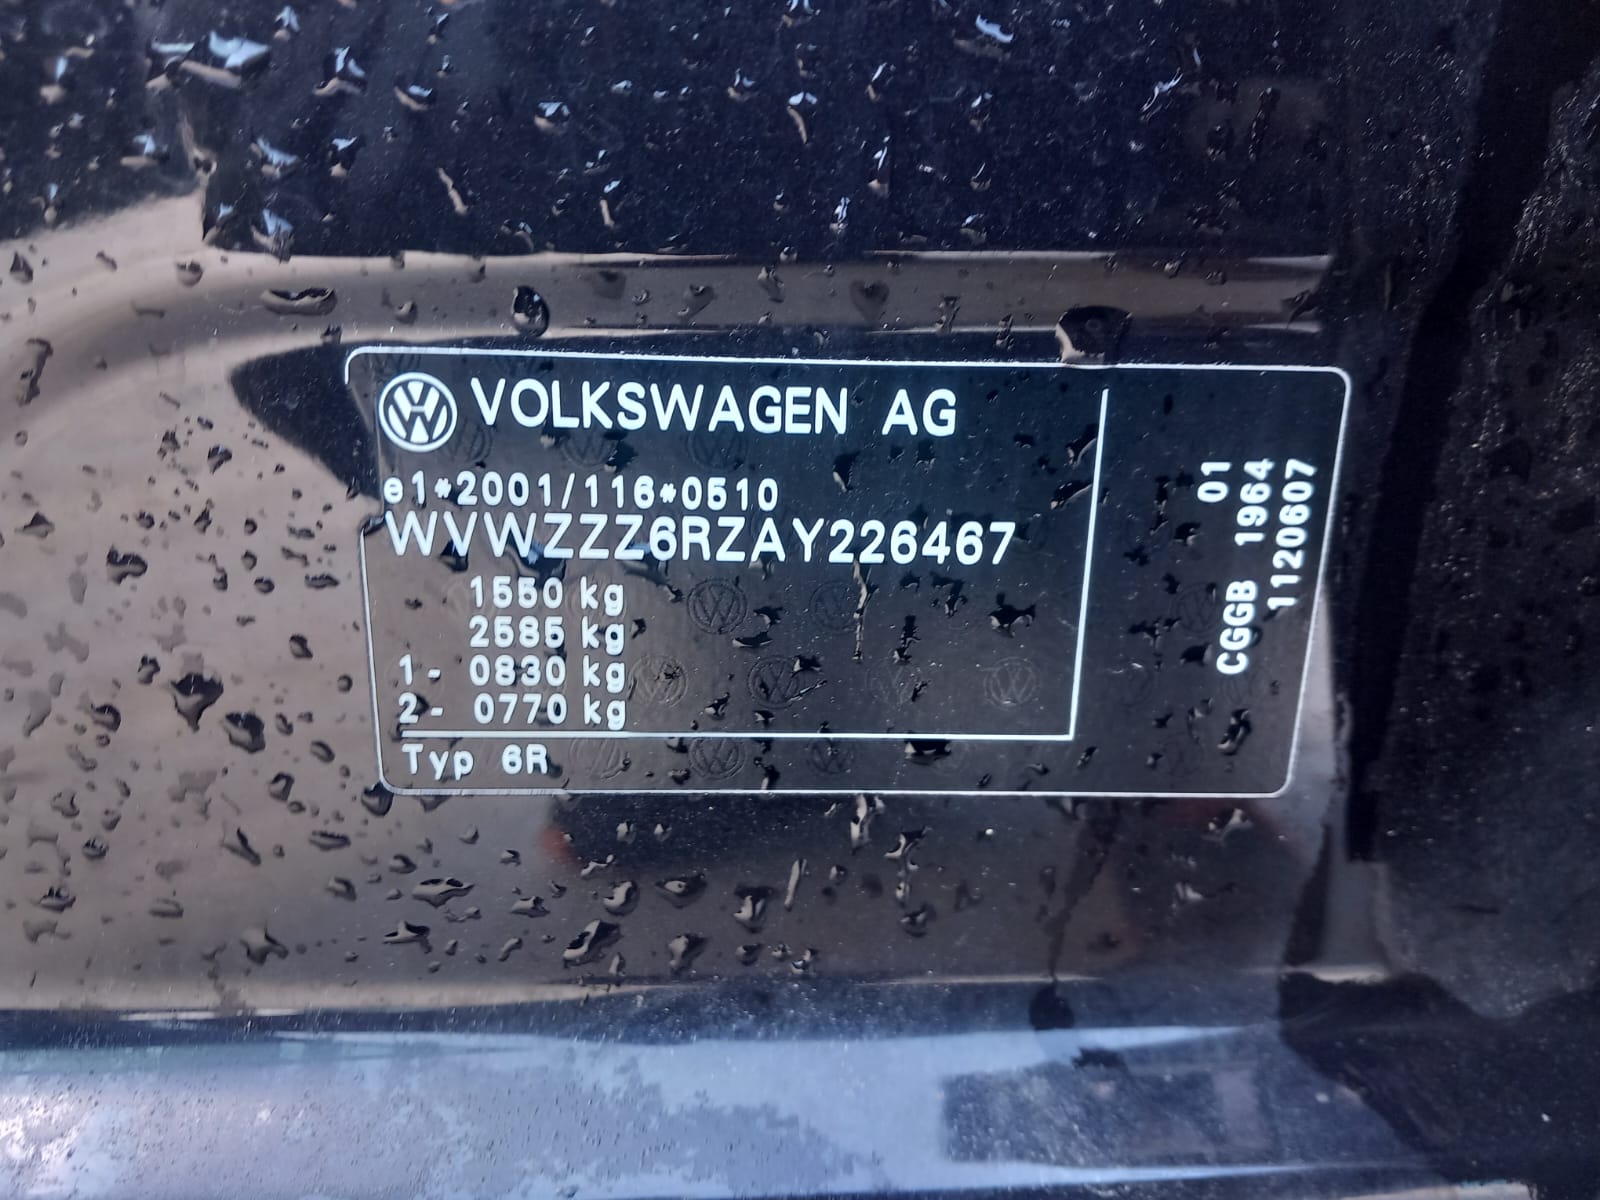 VOLKSWAGEN AG
e1*2001/116*0510
WVWZZZ6RZAY226467
1550 kg
2585 kg
1- 0830 kg
2- 0770 kg
Typ 6R
01
CGGB 1964
1120607